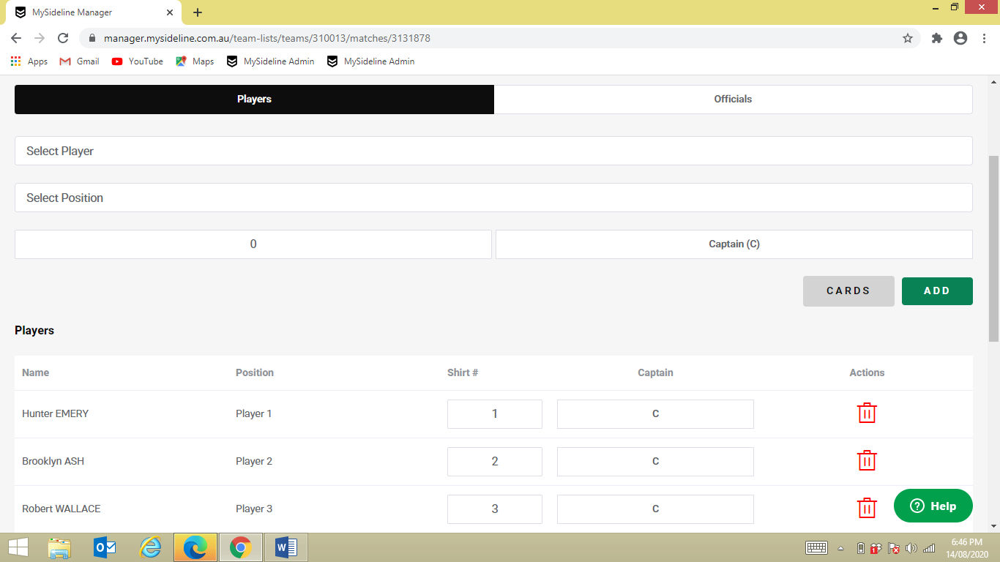 MySideline Manager
manager.mysideline.com.au/team-lists/teams/310013/matches/3131878
Apps Gmail YouTube Maps MySideline Admin MySideline Admin
Players Officials
Select Player
Select Position
0 Captain (C)
CARDS ADD
Players
Name Position Shirt # Captain Actions
Hunter EMERY Player 1 1 C
Brooklyn ASH Player 2 2 C
Robert WALLACE Player 3 3 C
Help
6:46 PM
14/08/2020